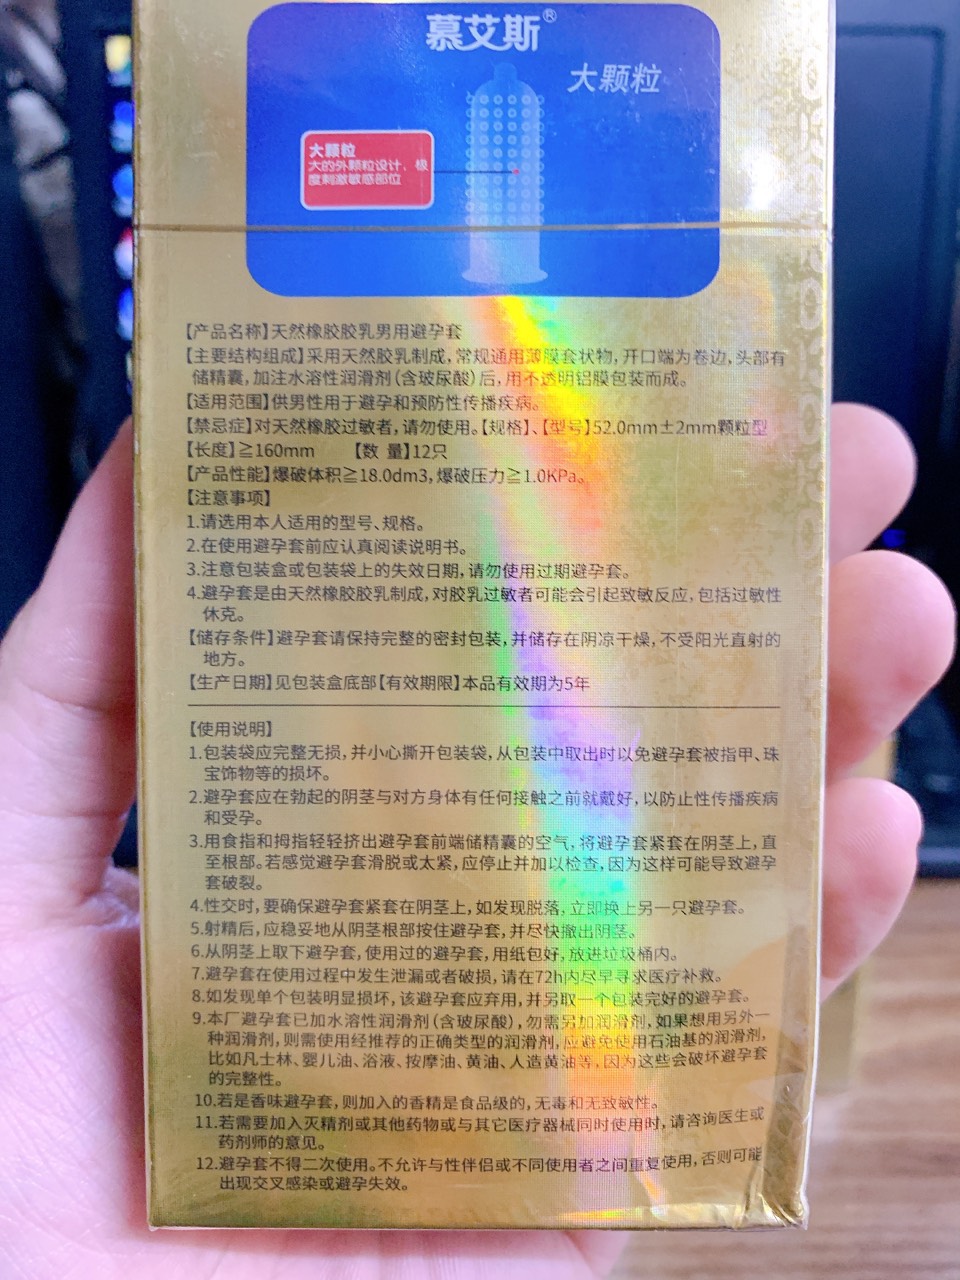 慕艾斯®
大颗粒
大颗粒
大的外颗粒设计，极
度刺激敏感部位
【产品名称】天然橡胶胶乳男用避孕套
【主要结构组成】采用天然胶乳制成，常规通用薄膜套状物，开口端为卷边，头部有
储精囊，加注水溶性润滑剂（含玻尿酸）后，用不透明铝膜包装而成。
【适用范围】供男性用于避孕和预防性传播疾病。
【禁忌症】对天然橡胶过敏者，请勿使用。【规格】、【型号】52.0mm±2mm颗粒型
【长度】≧160mm 【数 量】12只
【产品性能】爆破体积≧18.0dm3，爆破压力≧1.0KPa。
【注意事项】
1.请选用本人适用的型号、规格。
2.在使用避孕套前应认真阅读说明书。
3.注意包装盒或包装袋上的失效日期，请勿使用过期避孕套。
4.避孕套是由天然橡胶胶乳制成，对胶乳过敏者可能会引起致敏反应，包括过敏性
休克。
【储存条件】避孕套请保持完整的密封包装，并储存在阴凉干燥，不受阳光直射的
地方。
【生产日期】见包装盒底部【有效期限】本品有效期为5年
【使用说明】
1.包装袋应完整无损，并小心撕开包装袋，从包装中取出时以免避孕套被指甲、珠
宝饰物等的损坏。
2.避孕套应在勃起的阴茎与对方身体有任何接触之前就戴好，以防止性传播疾病
和受孕。
3.用食指和拇指轻轻挤出避孕套前端储精囊的空气，将避孕套紧套在阴茎上，直
至根部。若感觉避孕套滑脱或太紧，应停止并加以检查，因为这样可能导致避孕
套破裂。
4.性交时，要确保避孕套紧套在阴茎上，如发现脱落，立即换上另一只避孕套。
5.射精后，应稳妥地从阴茎根部按住避孕套，并尽快撤出阴茎。
6.从阴茎上取下避孕套，使用过的避孕套，用纸包好，放进垃圾桶内。
7.避孕套在使用过程中发生泄漏或者破损，请在72h内尽早寻求医疗补救。
8.如发现单个包装明显损坏，该避孕套应弃用，并另取一个包装完好的避孕套。
9.本厂避孕套已加水溶性润滑剂（含玻尿酸），勿需另加润滑剂，如果想用另外一
种润滑剂，则需使用经推荐的正确类型的润滑剂，应避免使用石油基的润滑剂，
比如凡士林、婴儿油、浴液、按摩油、黄油、人造黄油等，因为这些会破坏避孕套
的完整性。
10.若是香味避孕套，则加入的香精是食品级的，无毒和无致敏性。
11.若需要加入灭精剂或其他药物或与其它医疗器械同时使用时，请咨询医生或
药剂师的意见。
12.避孕套不得二次使用。不允许与性伴侣或不同使用者之间重复使用，否则可能
出现交叉感染或避孕失效。